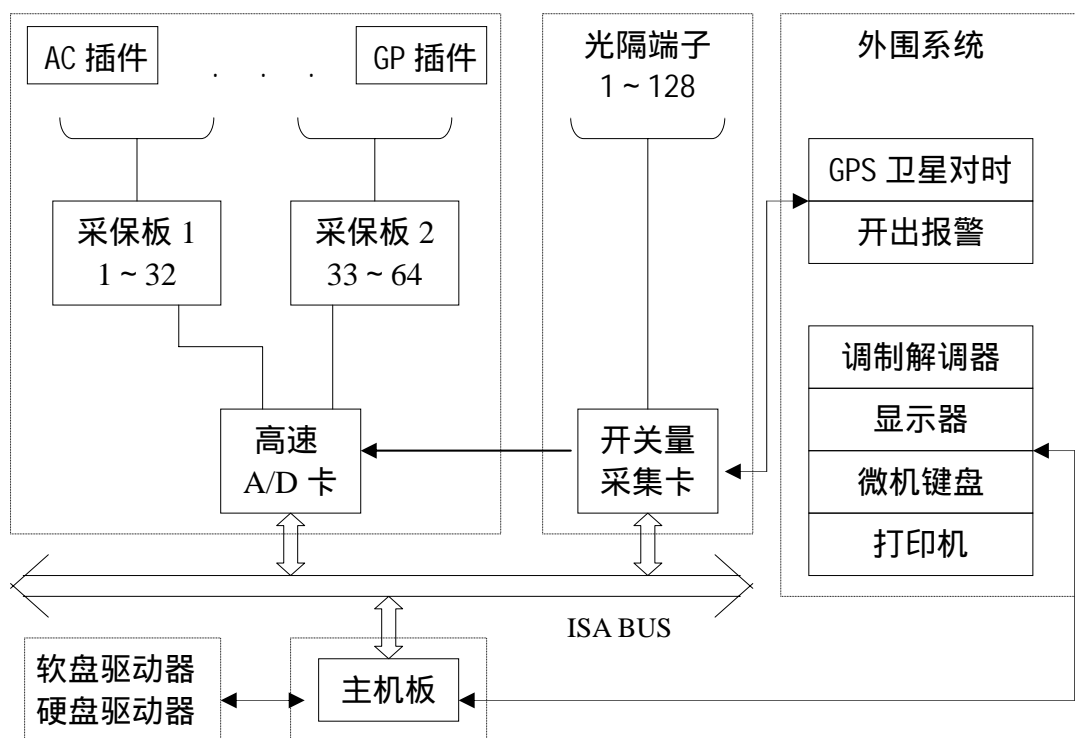 AC 插件
. . .
GP 插件
采保板 1
1 ~ 32
采保板 2
33 ~ 64
高速
A/D 卡
光隔端子
1 ~ 128
开关量
采集卡
外围系统
GPS 卫星对时
开出报警
调制解调器
显示器
微机键盘
打印机
ISA BUS
软盘驱动器
硬盘驱动器
主机板